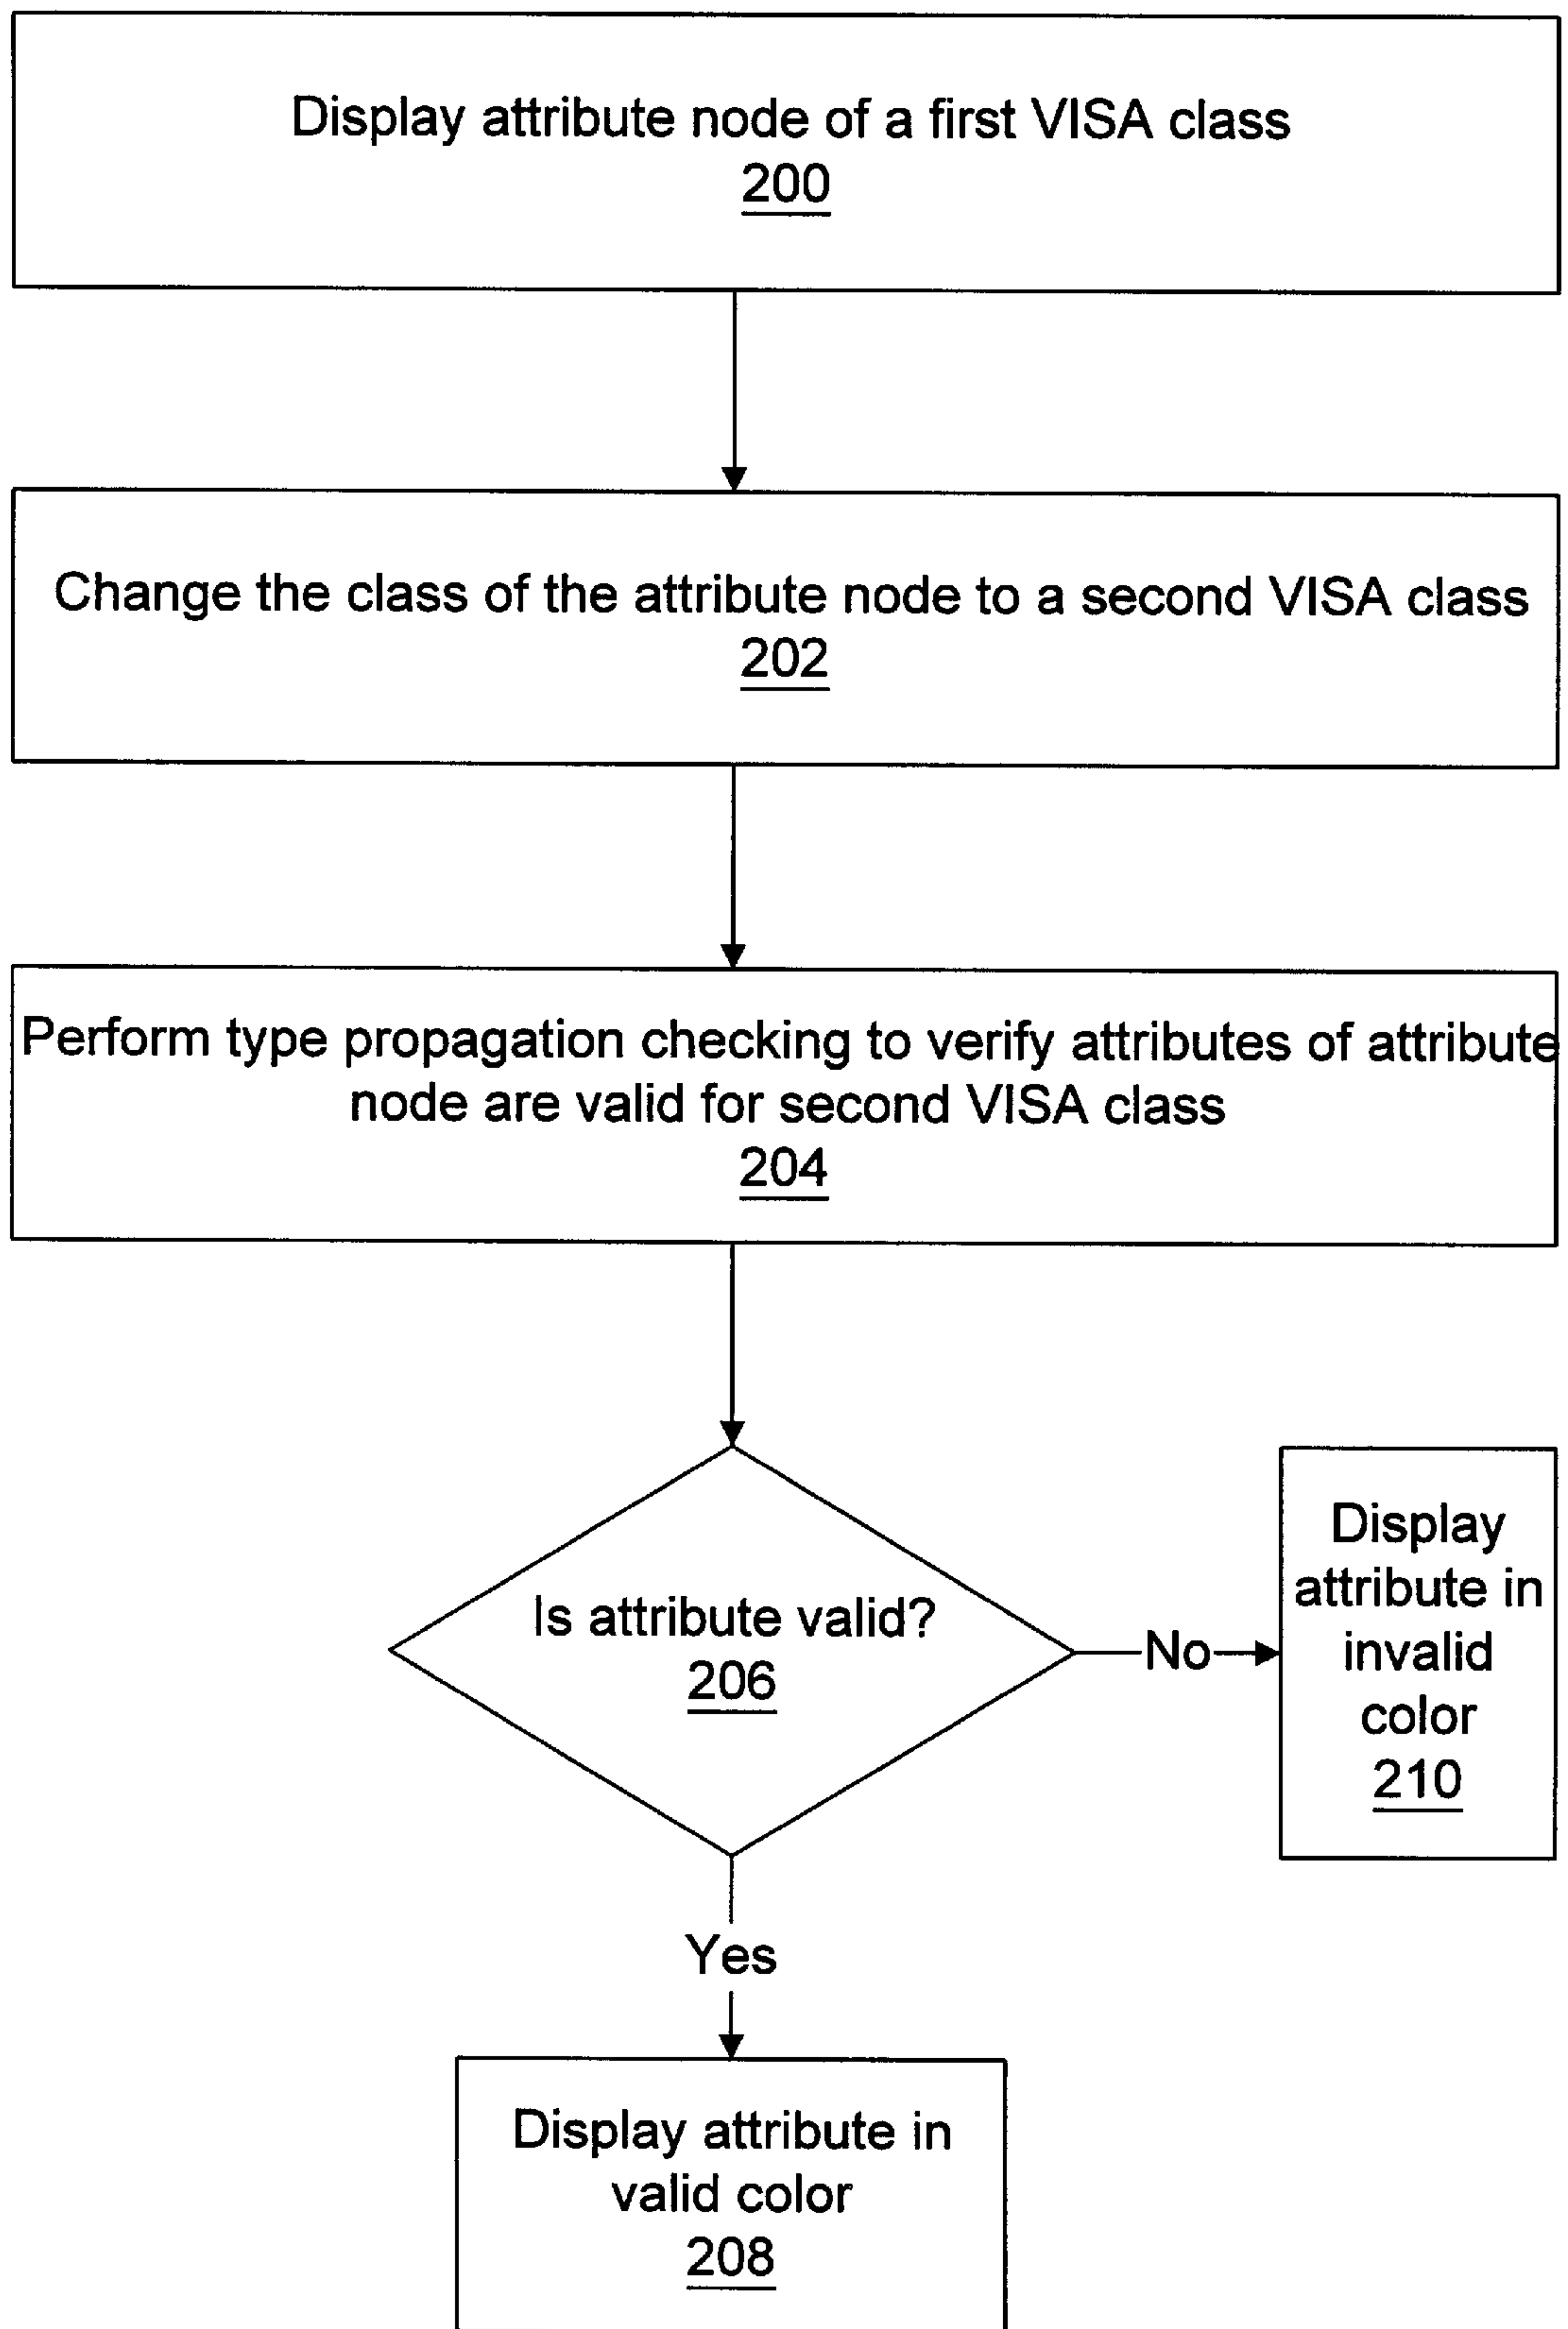 Display attribute node of a first VISA class
200
Change the class of the attribute node to a second VISA class
202
Perform type propagation checking to verify attributes of attribute
node are valid for second VISA class
204
Is attribute valid?
206
No
Display
attribute in
invalid
color
210
Yes
Display attribute in
valid color
208